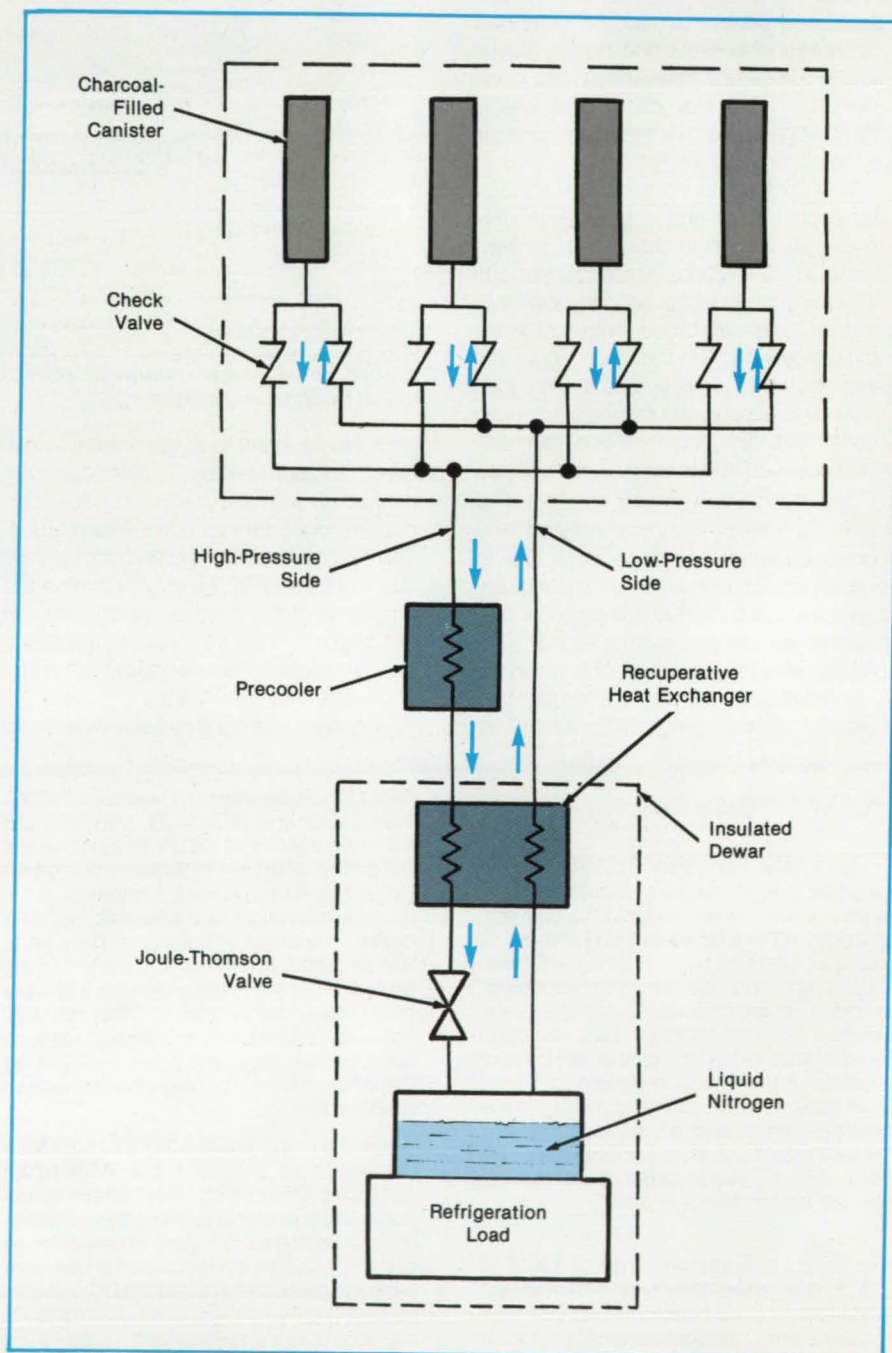 Charcoal-
Filled
Canister
Check
Valve
High-Pressure
Side
Low-Pressure
Side
Precooler
Recuperative
Heat Exchanger
Insulated
Dewar
Joule-Thomson
Valve
Liquid
Nitrogen
Refrigeration
Load